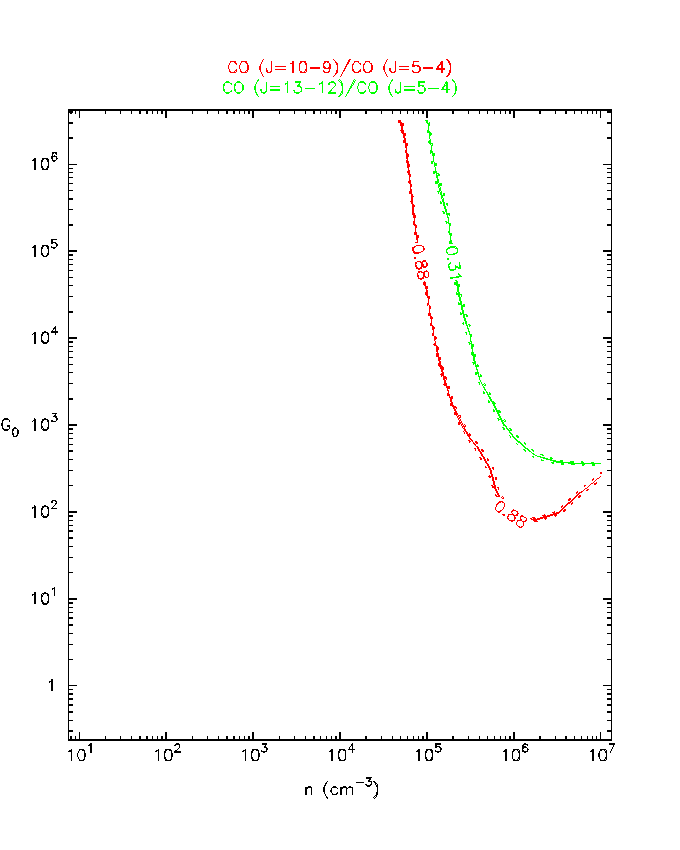 CO (J=10−9)/CO (J=5−4)
CO (J=13−12)/CO (J=5−4)
10⁶
10⁵
0.88
0.31
10⁴
G₀
10³
10²
0.88
10¹
1
10¹ 10² 10³ 10⁴ 10⁵ 10⁶ 10⁷
n (cm⁻³)